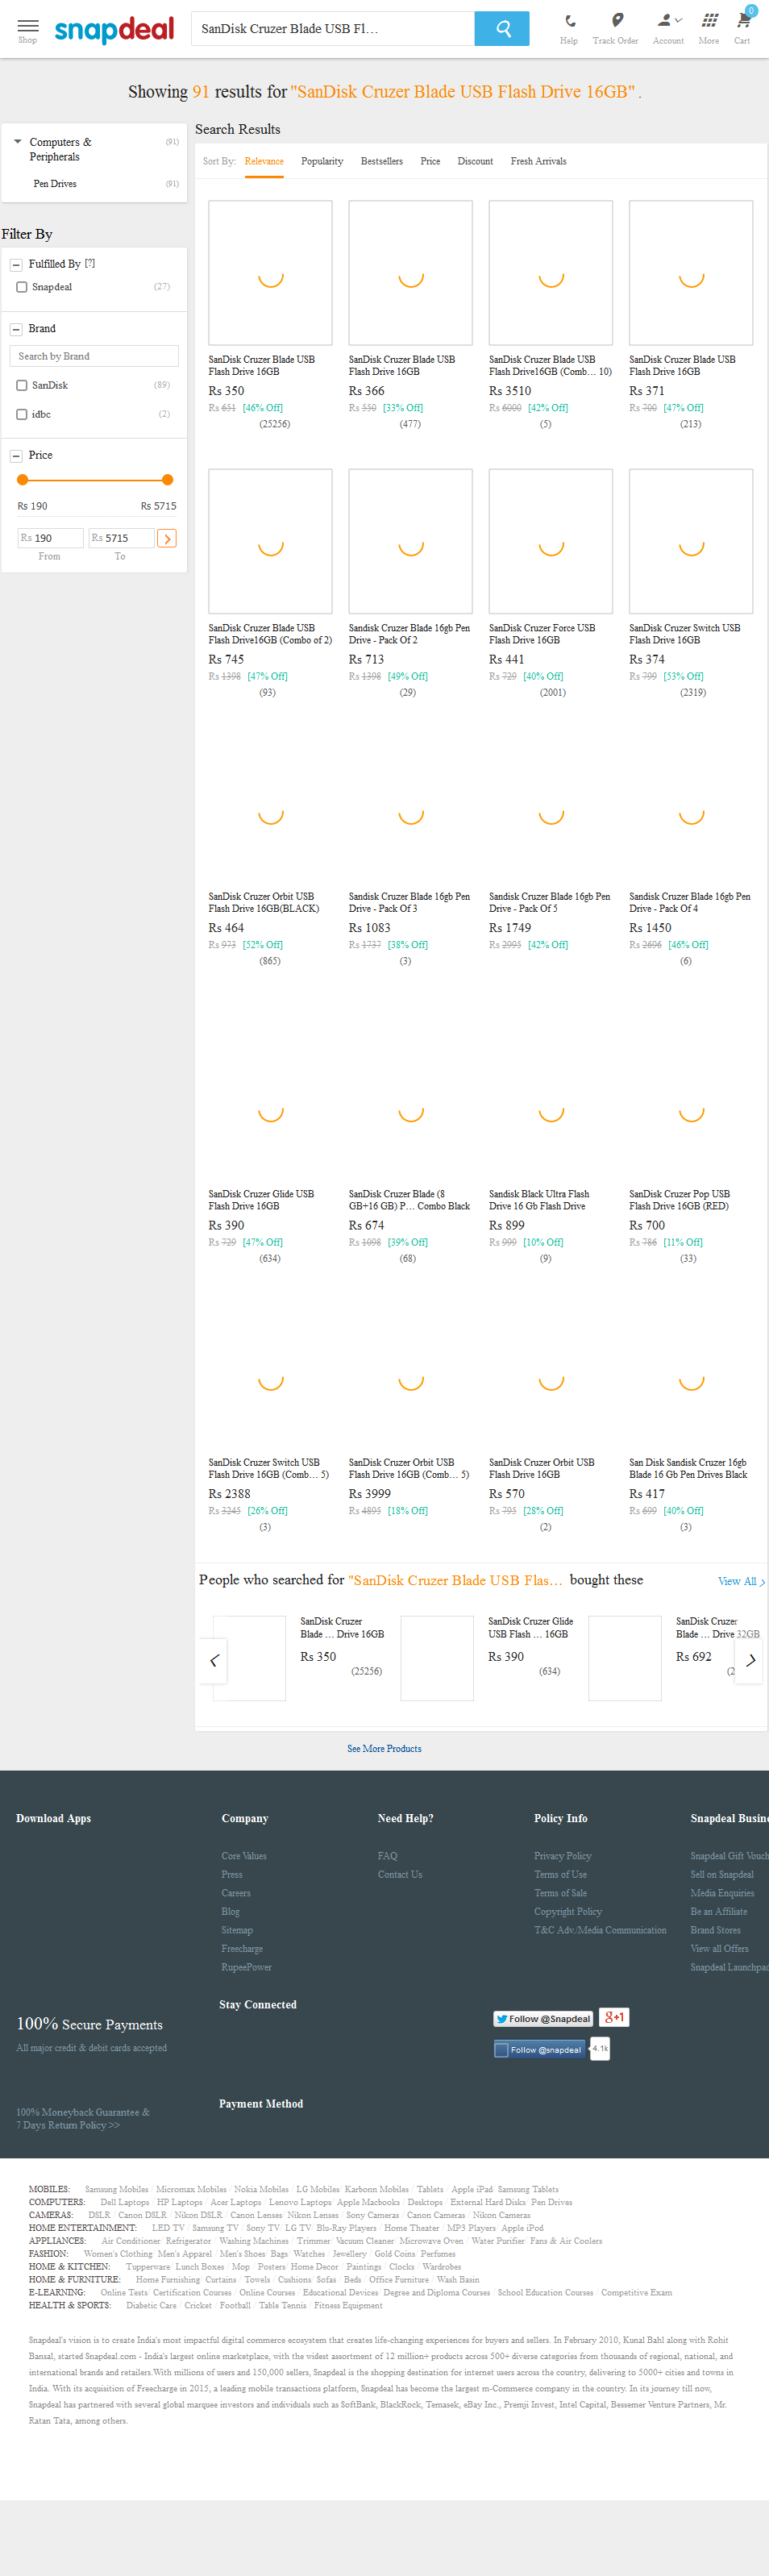 Shop
snapdeal
SanDisk Cruzer Blade USB Fl...
Help
Track Order
Account
More
0
Cart
Showing 91 results for "SanDisk Cruzer Blade USB Flash Drive 16GB" .
Computers & Peripherals (91)
Pen Drives (91)
Filter By
Fulfilled By [?]
Snapdeal (27)
Brand
Search by Brand
SanDisk (89)
idbc (2)
Price
Rs 190 Rs 5715
Rs 190 Rs 5715
From To
Search Results
Sort By: Relevance Popularity Bestsellers Price Discount Fresh Arrivals
SanDisk Cruzer Blade USB
Flash Drive 16GB
Rs 350
Rs 651 [46% Off]
(25256)
SanDisk Cruzer Blade USB
Flash Drive 16GB
Rs 366
Rs 550 [33% Off]
(477)
SanDisk Cruzer Blade USB
Flash Drive16GB (Comb... 10)
Rs 3510
Rs 6000 [42% Off]
(5)
SanDisk Cruzer Blade USB
Flash Drive 16GB
Rs 371
Rs 700 [47% Off]
(213)
SanDisk Cruzer Blade USB
Flash Drive16GB (Combo of 2)
Rs 745
Rs 1398 [47% Off]
(93)
Sandisk Cruzer Blade 16gb Pen
Drive - Pack Of 2
Rs 713
Rs 1398 [49% Off]
(29)
SanDisk Cruzer Force USB
Flash Drive 16GB
Rs 441
Rs 729 [40% Off]
(2001)
SanDisk Cruzer Switch USB
Flash Drive 16GB
Rs 374
Rs 799 [53% Off]
(2319)
SanDisk Cruzer Orbit USB
Flash Drive 16GB(BLACK)
Rs 464
Rs 973 [52% Off]
(865)
Sandisk Cruzer Blade 16gb Pen
Drive - Pack Of 3
Rs 1083
Rs 1737 [38% Off]
(3)
Sandisk Cruzer Blade 16gb Pen
Drive - Pack Of 5
Rs 1749
Rs 2995 [42% Off]
Sandisk Cruzer Blade 16gb Pen
Drive - Pack Of 4
Rs 1450
Rs 2696 [46% Off]
(6)
SanDisk Cruzer Glide USB
Flash Drive 16GB
Rs 390
Rs 729 [47% Off]
(634)
SanDisk Cruzer Blade (8
GB+16 GB) P... Combo Black
Rs 674
Rs 1098 [39% Off]
(68)
Sandisk Black Ultra Flash
Drive 16 Gb Flash Drive
Rs 899
Rs 999 [10% Off]
(9)
SanDisk Cruzer Pop USB
Flash Drive 16GB (RED)
Rs 700
Rs 786 [11% Off]
(33)
SanDisk Cruzer Switch USB
Flash Drive 16GB (Comb... 5)
Rs 2388
Rs 3245 [26% Off]
(3)
SanDisk Cruzer Orbit USB
Flash Drive 16GB (Comb... 5)
Rs 3999
Rs 4895 [18% Off]
SanDisk Cruzer Orbit USB
Flash Drive 16GB
Rs 570
Rs 795 [28% Off]
(2)
San Disk Sandisk Cruzer 16gb
Blade 16 Gb Pen Drives Black
Rs 417
Rs 699 [40% Off]
(3)
People who searched for "SanDisk Cruzer Blade USB Flas... bought these
View All
SanDisk Cruzer
Blade ... Drive 16GB
Rs 350
(25256)
SanDisk Cruzer Glide
USB Flash ... 16GB
Rs 390
(634)
SanDisk Cruzer
Blade ... Drive 32GB
Rs 692
(2
See More Products
Download Apps
Company
Core Values
Press
Careers
Blog
Sitemap
Freecharge
RupeePower
Need Help?
FAQ
Contact Us
Policy Info
Privacy Policy
Terms of Use
Terms of Sale
Copyright Policy
T&C Adv/Media Communication
Snapdeal Busine
Snapdeal Gift Vouch
Sell on Snapdeal
Media Enquiries
Be an Affiliate
Brand Stores
View all Offers
Snapdeal Launchpad
100% Secure Payments
All major credit & debit cards accepted
Stay Connected
Follow @Snapdeal
g+1
Follow @snapdeal
4.1k
100% Moneyback Guarantee &
7 Days Return Policy >>
Payment Method
MOBILES: Samsung Mobiles / Micromax Mobiles / Nokia Mobiles / LG Mobiles / Karbonn Mobiles / Tablets / Apple iPad / Samsung Tablets
COMPUTERS: Dell Laptops / HP Laptops / Acer Laptops / Lenovo Laptops / Apple Macbooks / Desktops / External Hard Disks / Pen Drives
CAMERAS: DSLR / Canon DSLR / Nikon DSLR / Canon Lenses / Nikon Lenses / Sony Cameras / Canon Cameras / Nikon Cameras
HOME ENTERTAINMENT: LED TV / Samsung TV / Sony TV / LG TV / Blu-Ray Players / Home Theater / MP3 Players / Apple iPod
APPLIANCES: Air Conditioner / Refrigerator / Washing Machines / Trimmer / Vacuum Cleaner / Microwave Oven / Water Purifier / Fans & Air Coolers
FASHION: Women's Clothing / Men's Apparel / Men's Shoes / Bags / Watches / Jewellery / Gold Coins / Perfumes
HOME & KITCHEN: Tupperware / Lunch Boxes / Mop / Posters / Home Decor / Paintings / Clocks / Wardrobes
HOME & FURNITURE: Home Furnishing / Curtains / Towels / Cushions / Sofas / Beds / Office Furniture / Wash Basin
E-LEARNING: Online Tests / Certification Courses / Online Courses / Educational Devices / Degree and Diploma Courses / School Education Courses / Competitive Exam
HEALTH & SPORTS: Diabetic Care / Cricket / Football / Table Tennis / Fitness Equipment
Snapdeal's vision is to create India's most impactful digital commerce ecosystem that creates life-changing experiences for buyers and sellers. In February 2010, Kunal Bahl along with Rohit
Bansal, started Snapdeal.com - India's largest online marketplace, with the widest assortment of 12 million+ products across 500+ diverse categories from thousands of regional, national, and
international brands and retailers.With millions of users and 150,000 sellers, Snapdeal is the shopping destination for internet users across the country, delivering to 5000+ cities and towns in
India. With its acquisition of Freecharge in 2015, a leading mobile transactions platform, Snapdeal has become the largest m-Commerce company in the country. In its journey till now,
Snapdeal has partnered with several global marquee investors and individuals such as SoftBank, BlackRock, Temasek, eBay Inc., Premji Invest, Intel Capital, Bessemer Venture Partners, Mr.
Ratan Tata, among others.